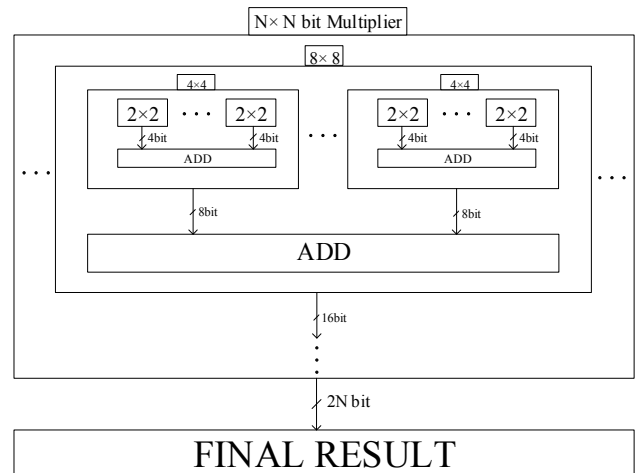 N× N bit Multiplier
8× 8
4×4 4×4
2×2 ··· 2×2 2×2 ··· 2×2
4bit 4bit ··· 4bit 4bit
ADD ADD
··· ···
8bit 8bit
ADD
16bit
2N bit
FINAL RESULT